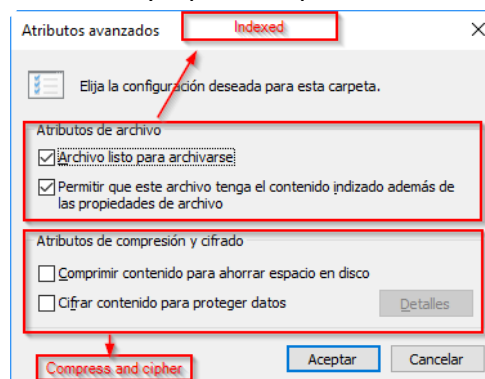 Atributos avanzados
Indexed
Elija la configuración deseada para esta carpeta.
Atributos de archivo
Archivo listo para archivarse
Permitir que este archivo tenga el contenido indizado además de
las propiedades de archivo
Atributos de compresión y cifrado
Comprimir contenido para ahorrar espacio en disco
Cifrar contenido para proteger datos
Detalles
Compress and cipher
Aceptar
Cancelar